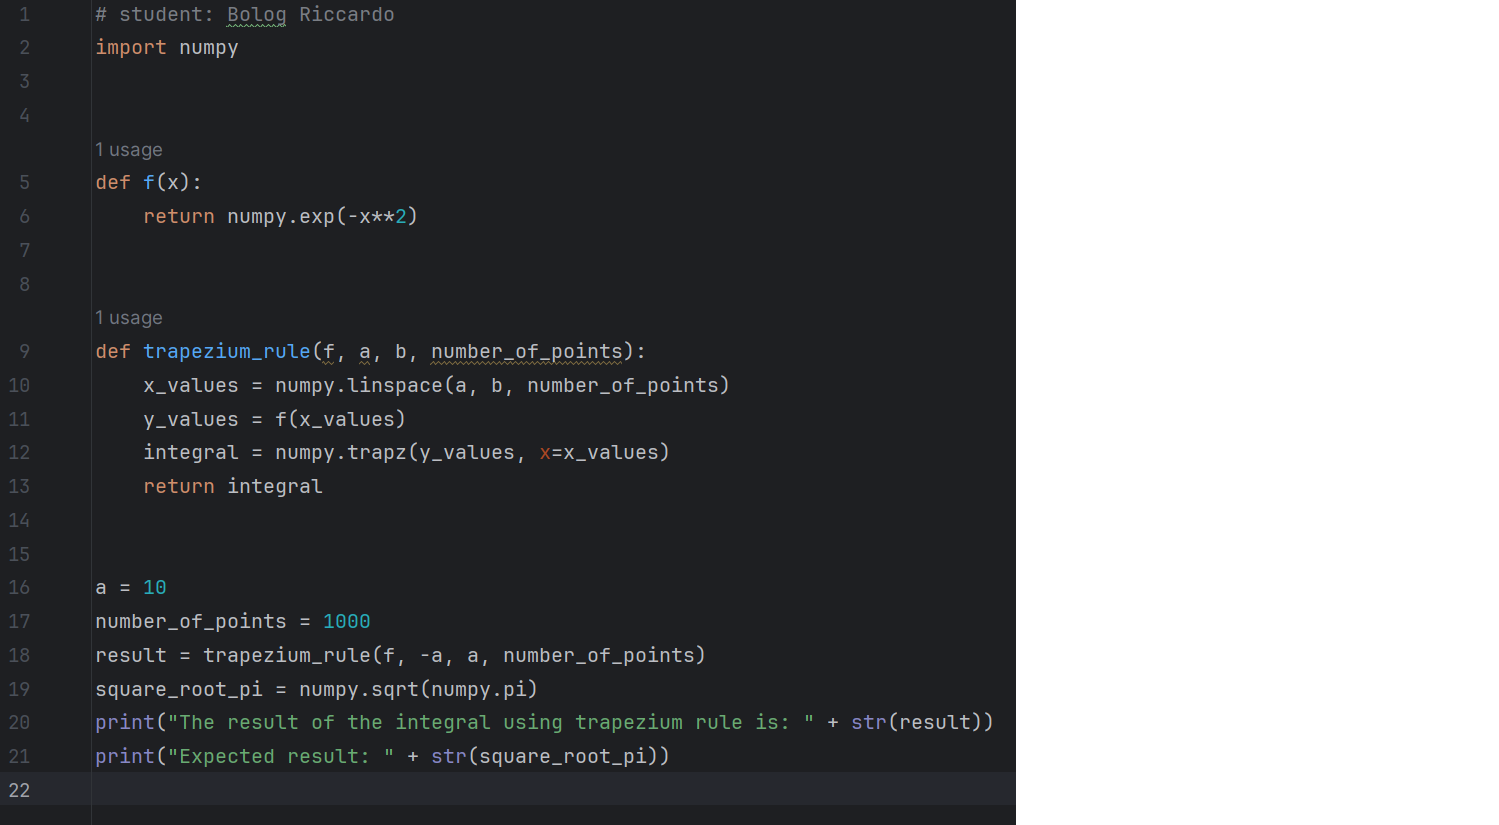 1 # student: Bolog Riccardo
2 import numpy
3
4
1 usage
5 def f(x):
6     return numpy.exp(-x**2)
7
8
1 usage
9 def trapezium_rule(f, a, b, number_of_points):
10     x_values = numpy.linspace(a, b, number_of_points)
11     y_values = f(x_values)
12     integral = numpy.trapz(y_values, x=x_values)
13     return integral
14
15
16 a = 10
17 number_of_points = 1000
18 result = trapezium_rule(f, -a, a, number_of_points)
19 square_root_pi = numpy.sqrt(numpy.pi)
20 print("The result of the integral using trapezium rule is: " + str(result))
21 print("Expected result: " + str(square_root_pi))
22